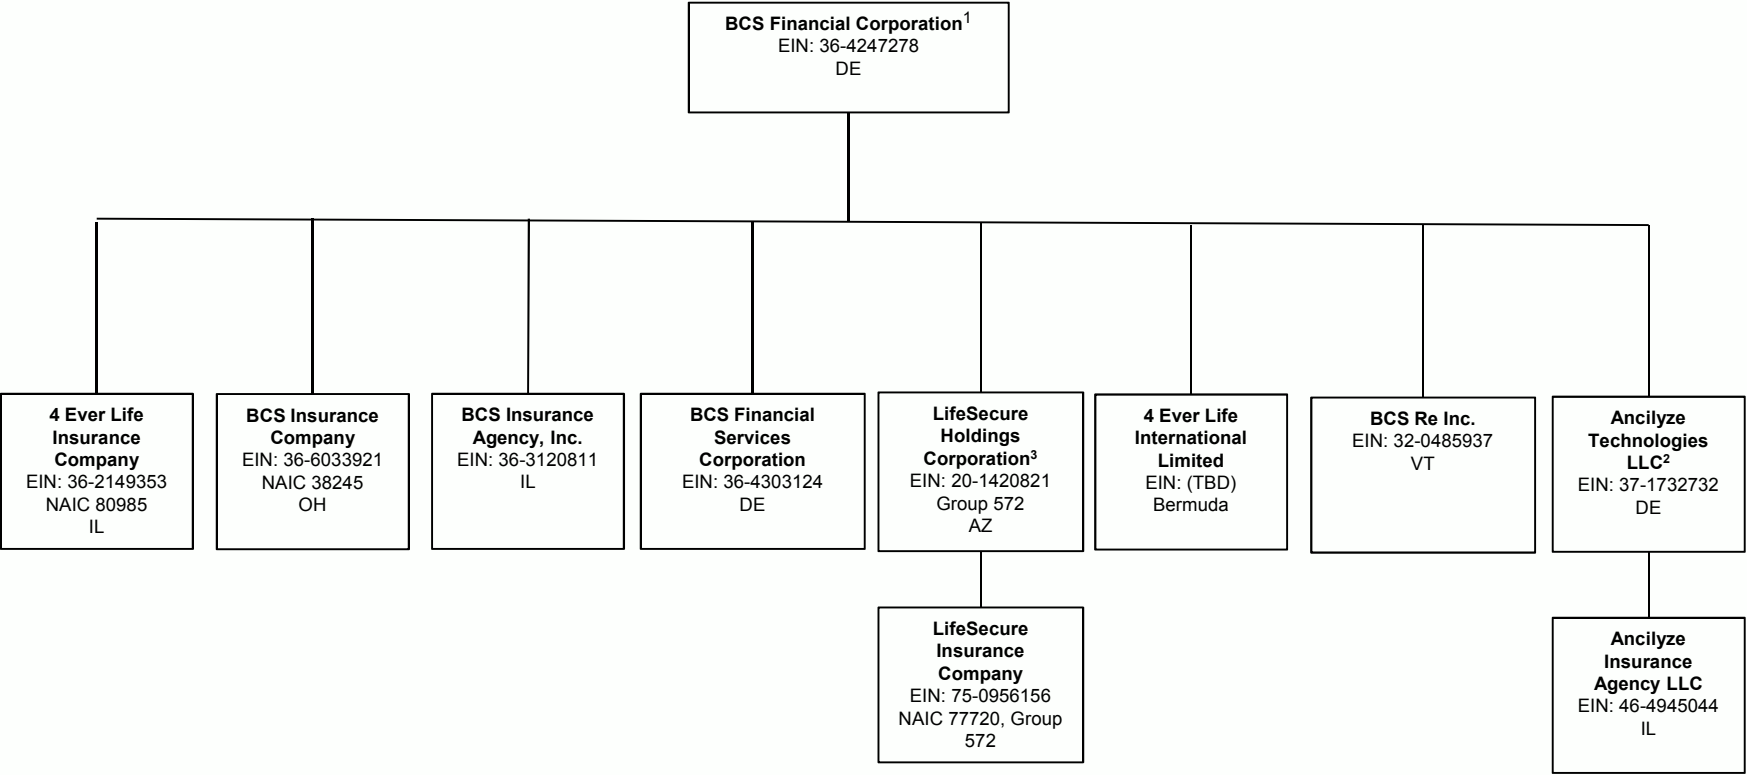 BCS Financial Corporation1
EIN: 36-4247278
DE
4 Ever Life
Insurance
Company
EIN: 36-2149353
NAIC 80985
IL
BCS Insurance
Company
EIN: 36-6033921
NAIC 38245
OH
BCS Insurance
Agency, Inc.
EIN: 36-3120811
IL
BCS Financial
Services
Corporation
EIN: 36-4303124
DE
LifeSecure
Holdings
Corporation3
EIN: 20-1420821
Group 572
AZ
4 Ever Life
International
Limited
EIN: (TBD)
Bermuda
BCS Re Inc.
EIN: 32-0485937
VT
Ancilyze
Technologies
LLC2
EIN: 37-1732732
DE
LifeSecure
Insurance
Company
EIN: 75-0956156
NAIC 77720, Group
572
Ancilyze
Insurance
Agency LLC
EIN: 46-4945044
IL